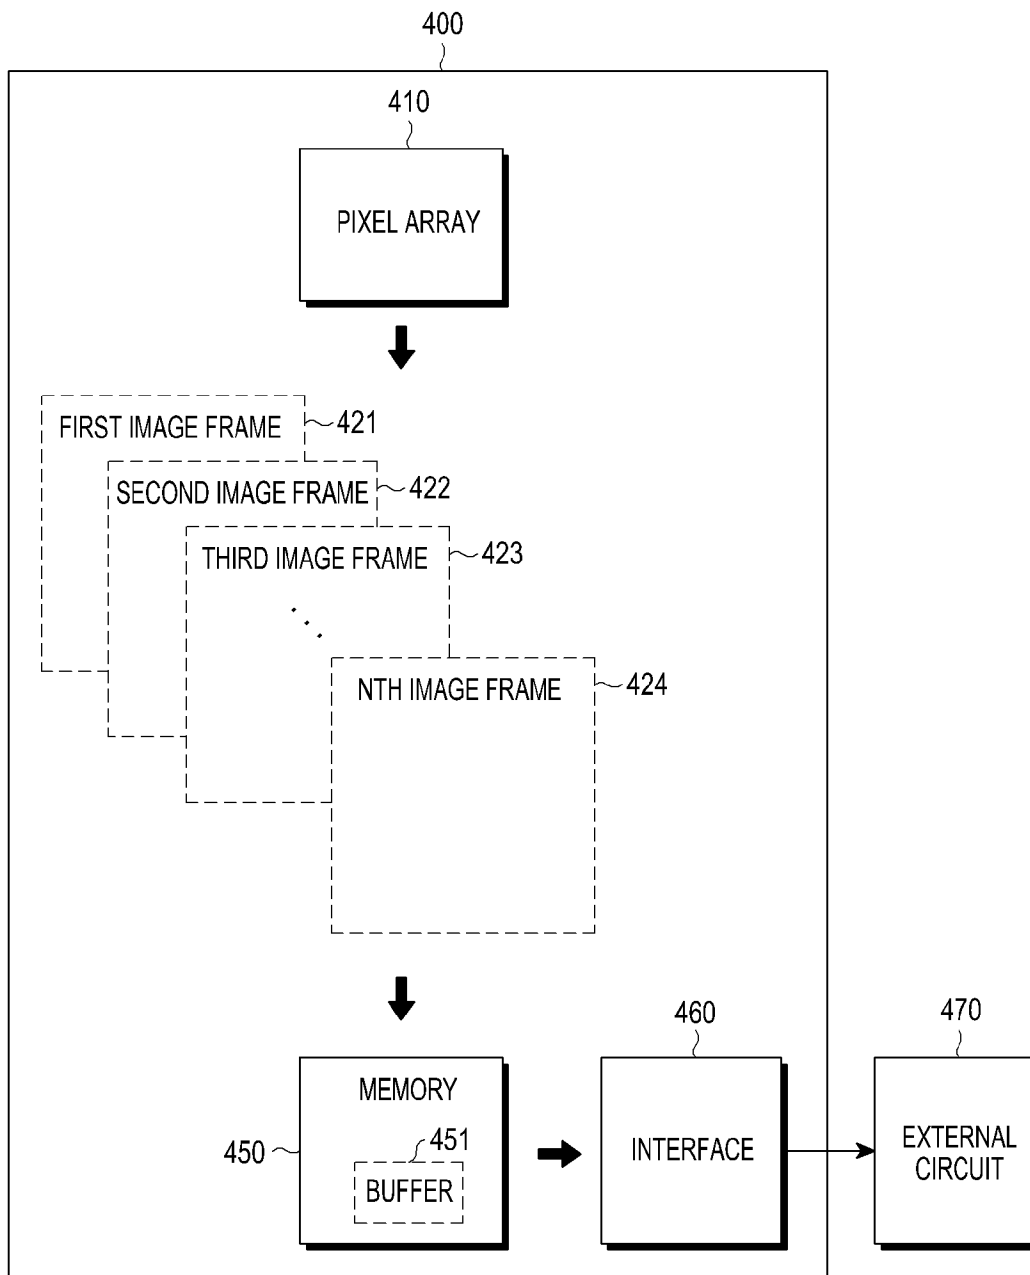 400
410
PIXEL ARRAY
FIRST IMAGE FRAME
421
SECOND IMAGE FRAME
422
THIRD IMAGE FRAME
423
NTH IMAGE FRAME
424
460
470
MEMORY
450
451
BUFFER
INTERFACE
EXTERNAL
CIRCUIT